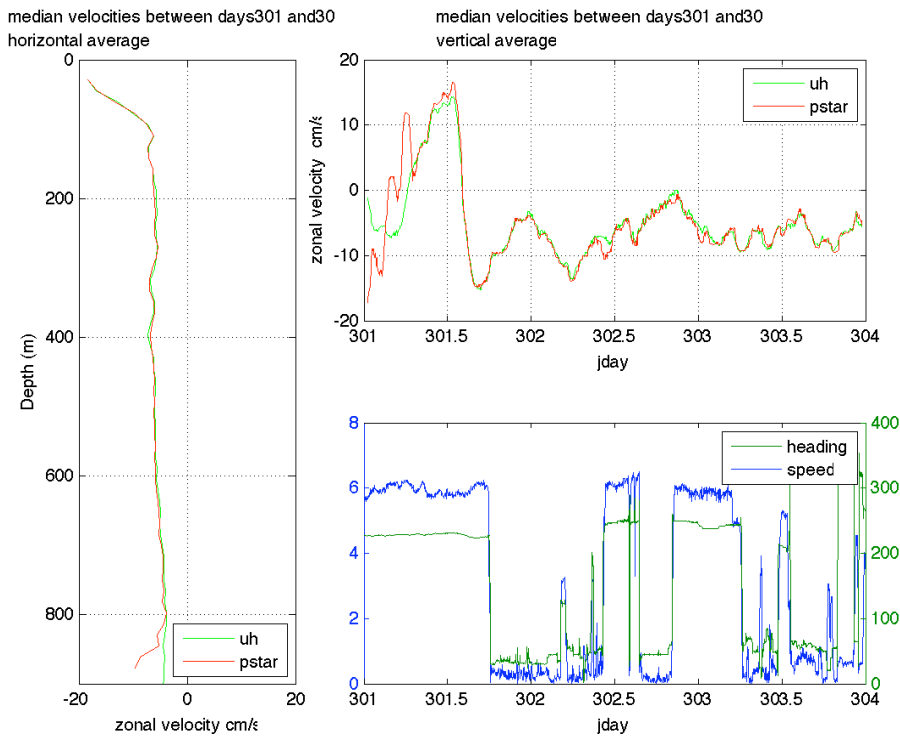 median velocities between days301 and30
horizontal average
0
200
400
600
800
Depth (m)
-20
0
20
zonal velocity cm/s
uh
pstar
median velocities between days301 and30
vertical average
20
10
0
-10
-20
zonal velocity cm/s
uh
pstar
301
301.5
302
302.5
303
303.5
304
jday
8
6
4
2
0
400
300
200
100
0
heading
speed
301
301.5
302
302.5
303
303.5
304
jday